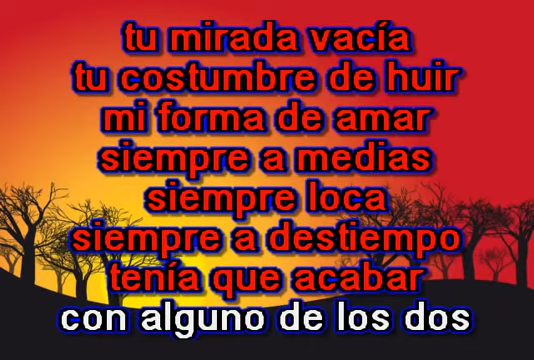 tu mirada vacía
tu costumbre de huir
mi forma de amar
siempre a medias
siempre loca
siempre a destiempo
tenía que acabar
con alguno de los dos